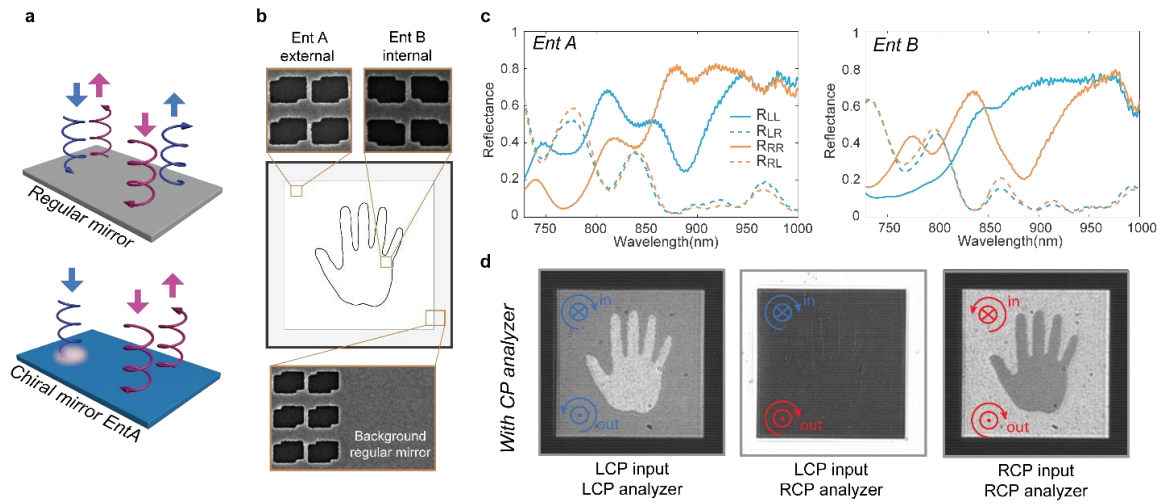 a
Regular mirror
Chiral mirror EntA
b
Ent A
external
Ent B
internal
Background
regular mirror
c
Ent A
Reflectance
1
0.8
0.6
0.4
0.2
0
RLL
RLR
RRR
RRL
750
800
850
900
950
1000
Wavelength(nm)
Ent B
Reflectance
1
0.8
0.6
0.4
0.2
0
750
800
850
900
950
1000
Wavelength(nm)
d
With CP analyzer
in
out
LCP input
LCP analyzer
in
out
LCP input
RCP analyzer
in
out
RCP input
RCP analyzer